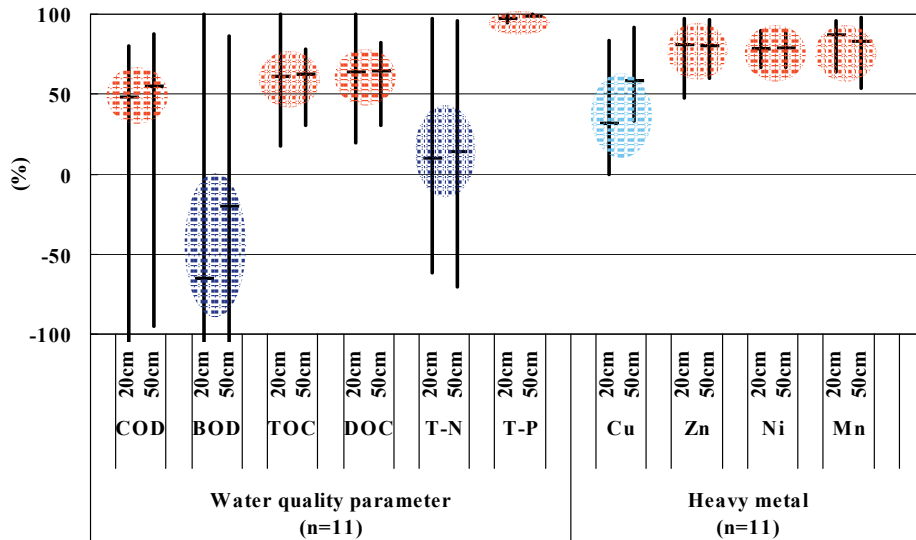 100
50
0
-50
-100
(%)
20cm 50cm 20cm 50cm 20cm 50cm 20cm 50cm 20cm 50cm 20cm 50cm 20cm 50cm 20cm 50cm 20cm 50cm 20cm 50cm
COD BOD TOC DOC T-N T-P Cu Zn Ni Mn
Water quality parameter Heavy metal
(n=11) (n=11)